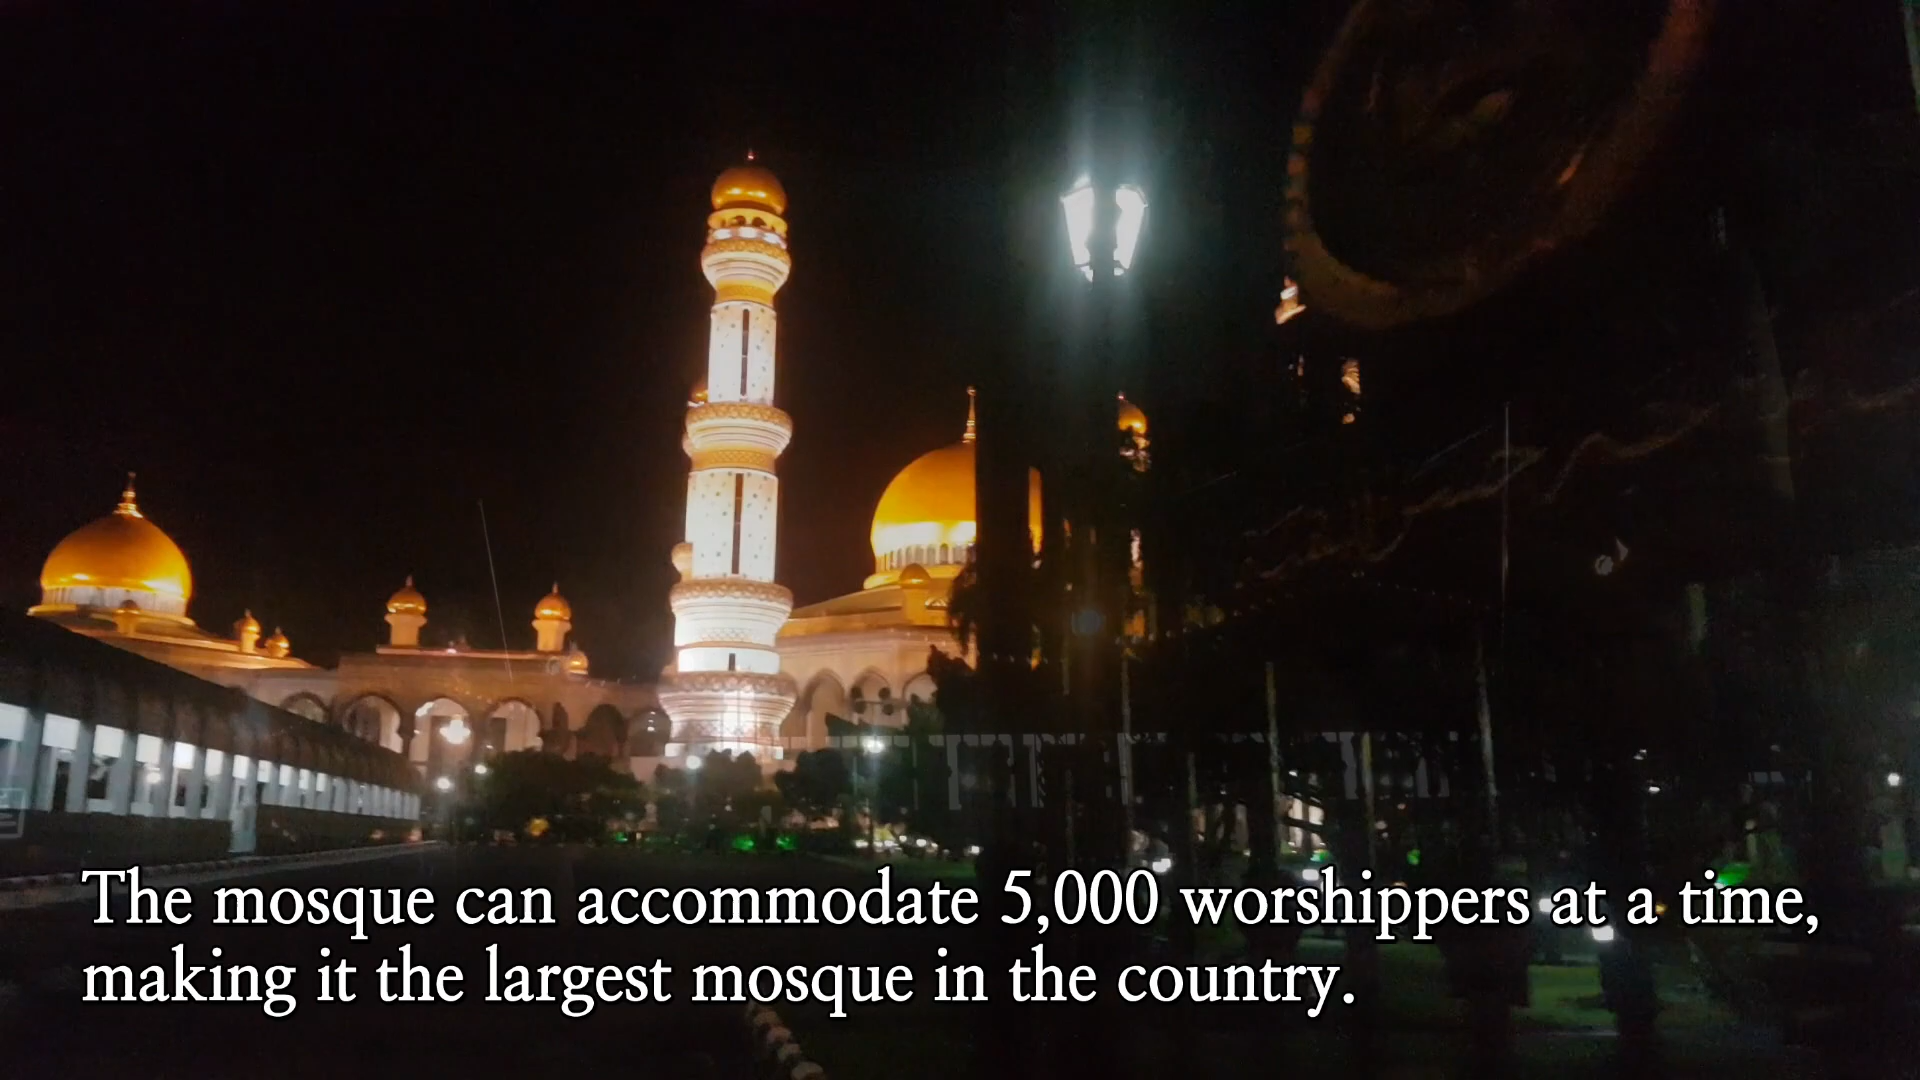 The mosque can accommodate 5,000 worshippers at a time,
making it the largest mosque in the country.